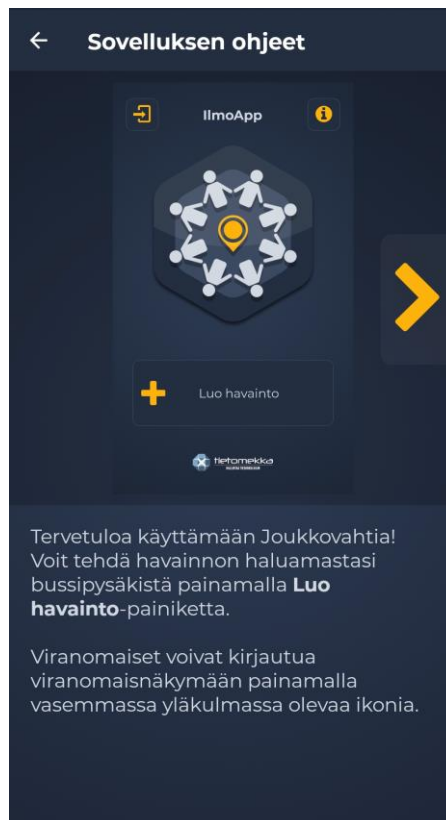 Sovelluksen ohjeet
IlmoApp
Luo havainto
tietomekka
Tervetuloa käyttämään Joukkovahtia!
Voit tehdä havainnon haluamastasi
bussipysäkistä painamalla Luo
havainto-painiketta.
Viranomaiset voivat kirjautua
viranomaisnäkymään painamalla
vasemmassa yläkulmassa olevaa ikonia.